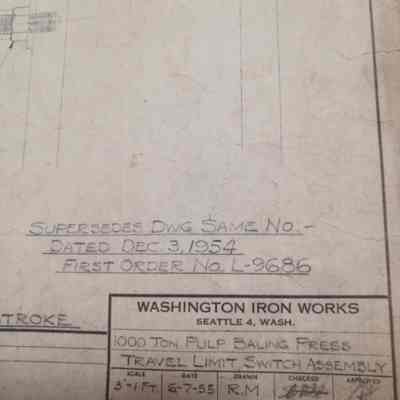 SUPERSEDES DWG SAME NO. -
DATED DEC. 3, 1954
FIRST ORDER NO. L-9686
TROKE
WASHINGTON IRON WORKS
SEATTLE 4, WASH.
1000 TON PULP BALING PRESS
TRAVEL LIMIT SWITCH ASSEMBLY
SCALE DATE DRAWN CHECKED
3"=1 FT. 6-7-55 R.M